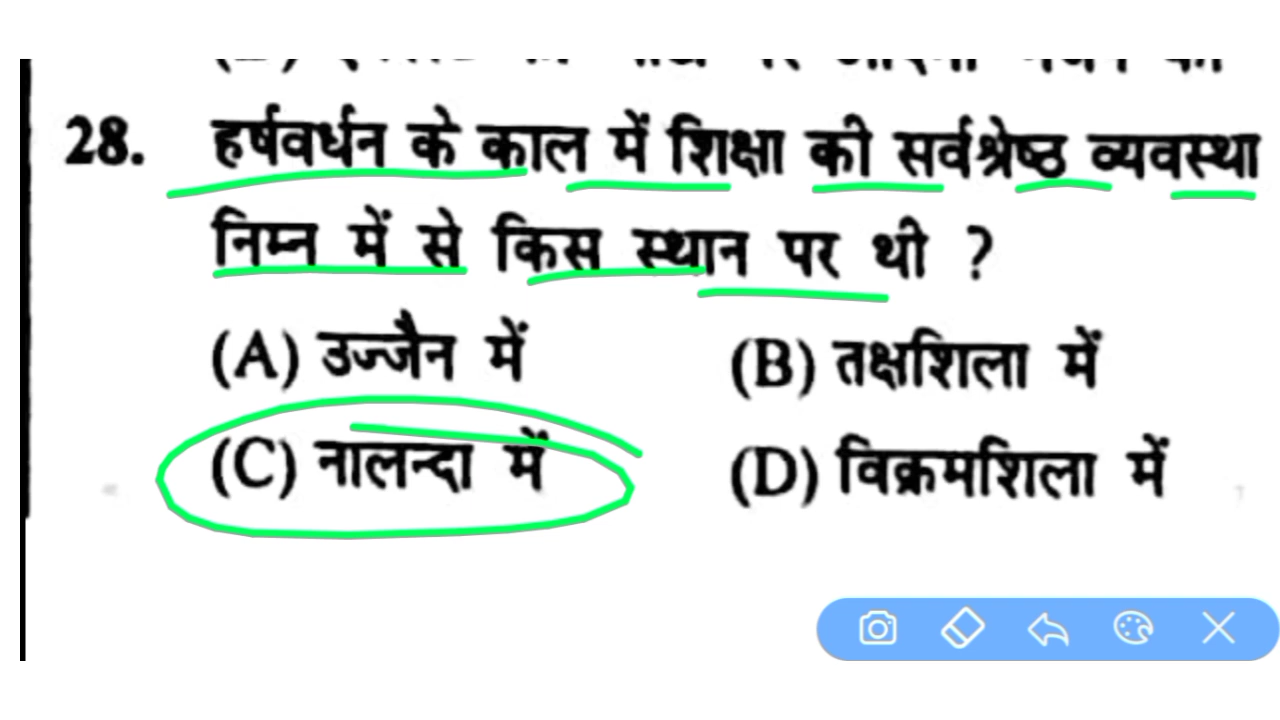 28. हर्षवर्धन के काल में शिक्षा की सर्वश्रेष्ठ व्यवस्था
निम्न में से किस स्थान पर थी ?
(A) उज्जैन में (B) तक्षशिला में
(C) नालन्दा में (D) विक्रमशिला में